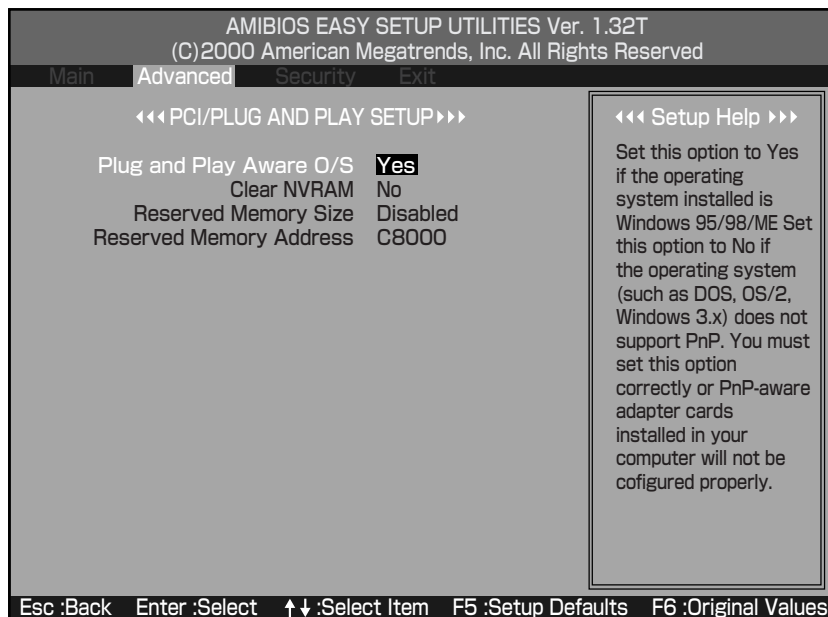 AMIBIOS EASY SETUP UTILITIES Ver. 1.32T
(C)2000 American Megatrends, Inc. All Rights Reserved
Main Advanced Security Exit
PCI/PLUG AND PLAY SETUP
Plug and Play Aware O/S Yes
Clear NVRAM No
Reserved Memory Size Disabled
Reserved Memory Address C8000
Setup Help
Set this option to Yes
if the operating
system installed is
Windows 95/98/ME Set
this option to No if
the operating system
(such as DOS, OS/2,
Windows 3.x) does not
support PnP. You must
set this option
correctly or PnP-aware
adapter cards
installed in your
computer will not be
cofigured properly.
Esc :Back Enter :Select ↑↓ :Select Item F5 :Setup Defaults F6 :Original Values